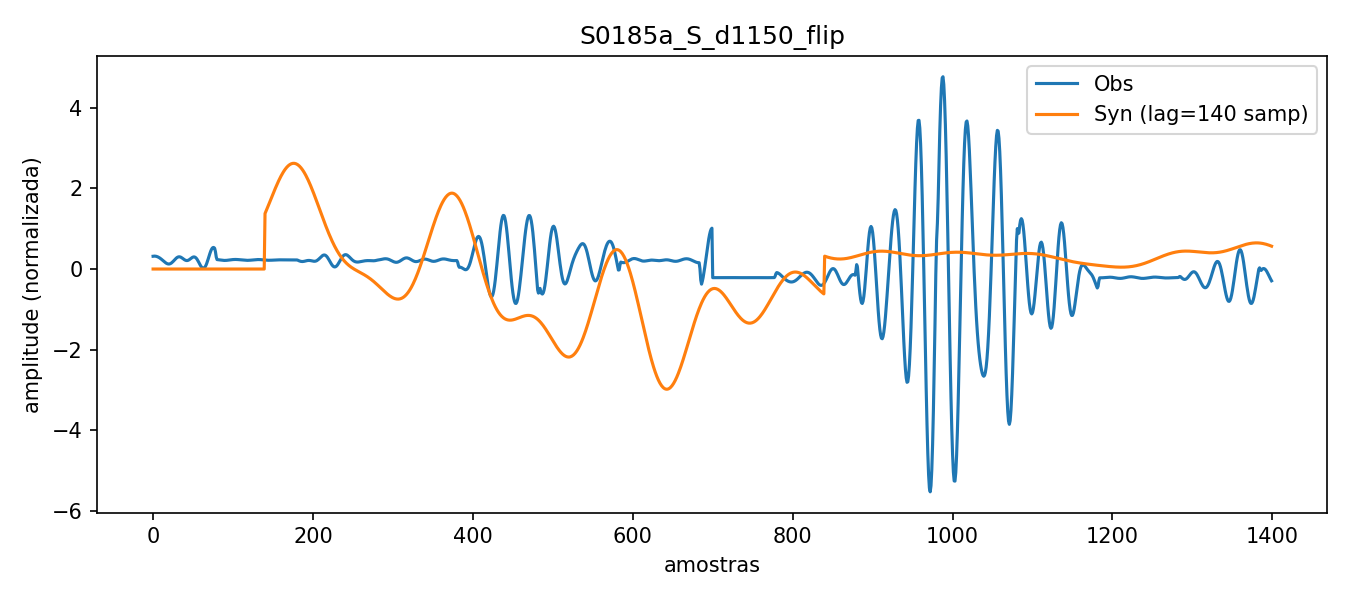 S0185a_S_d1150_flip
Obs
Syn (lag=140 samp)
amplitude (normalizada)
4
2
0
−2
−4
−6
0 200 400 600 800 1000 1200 1400
amostras